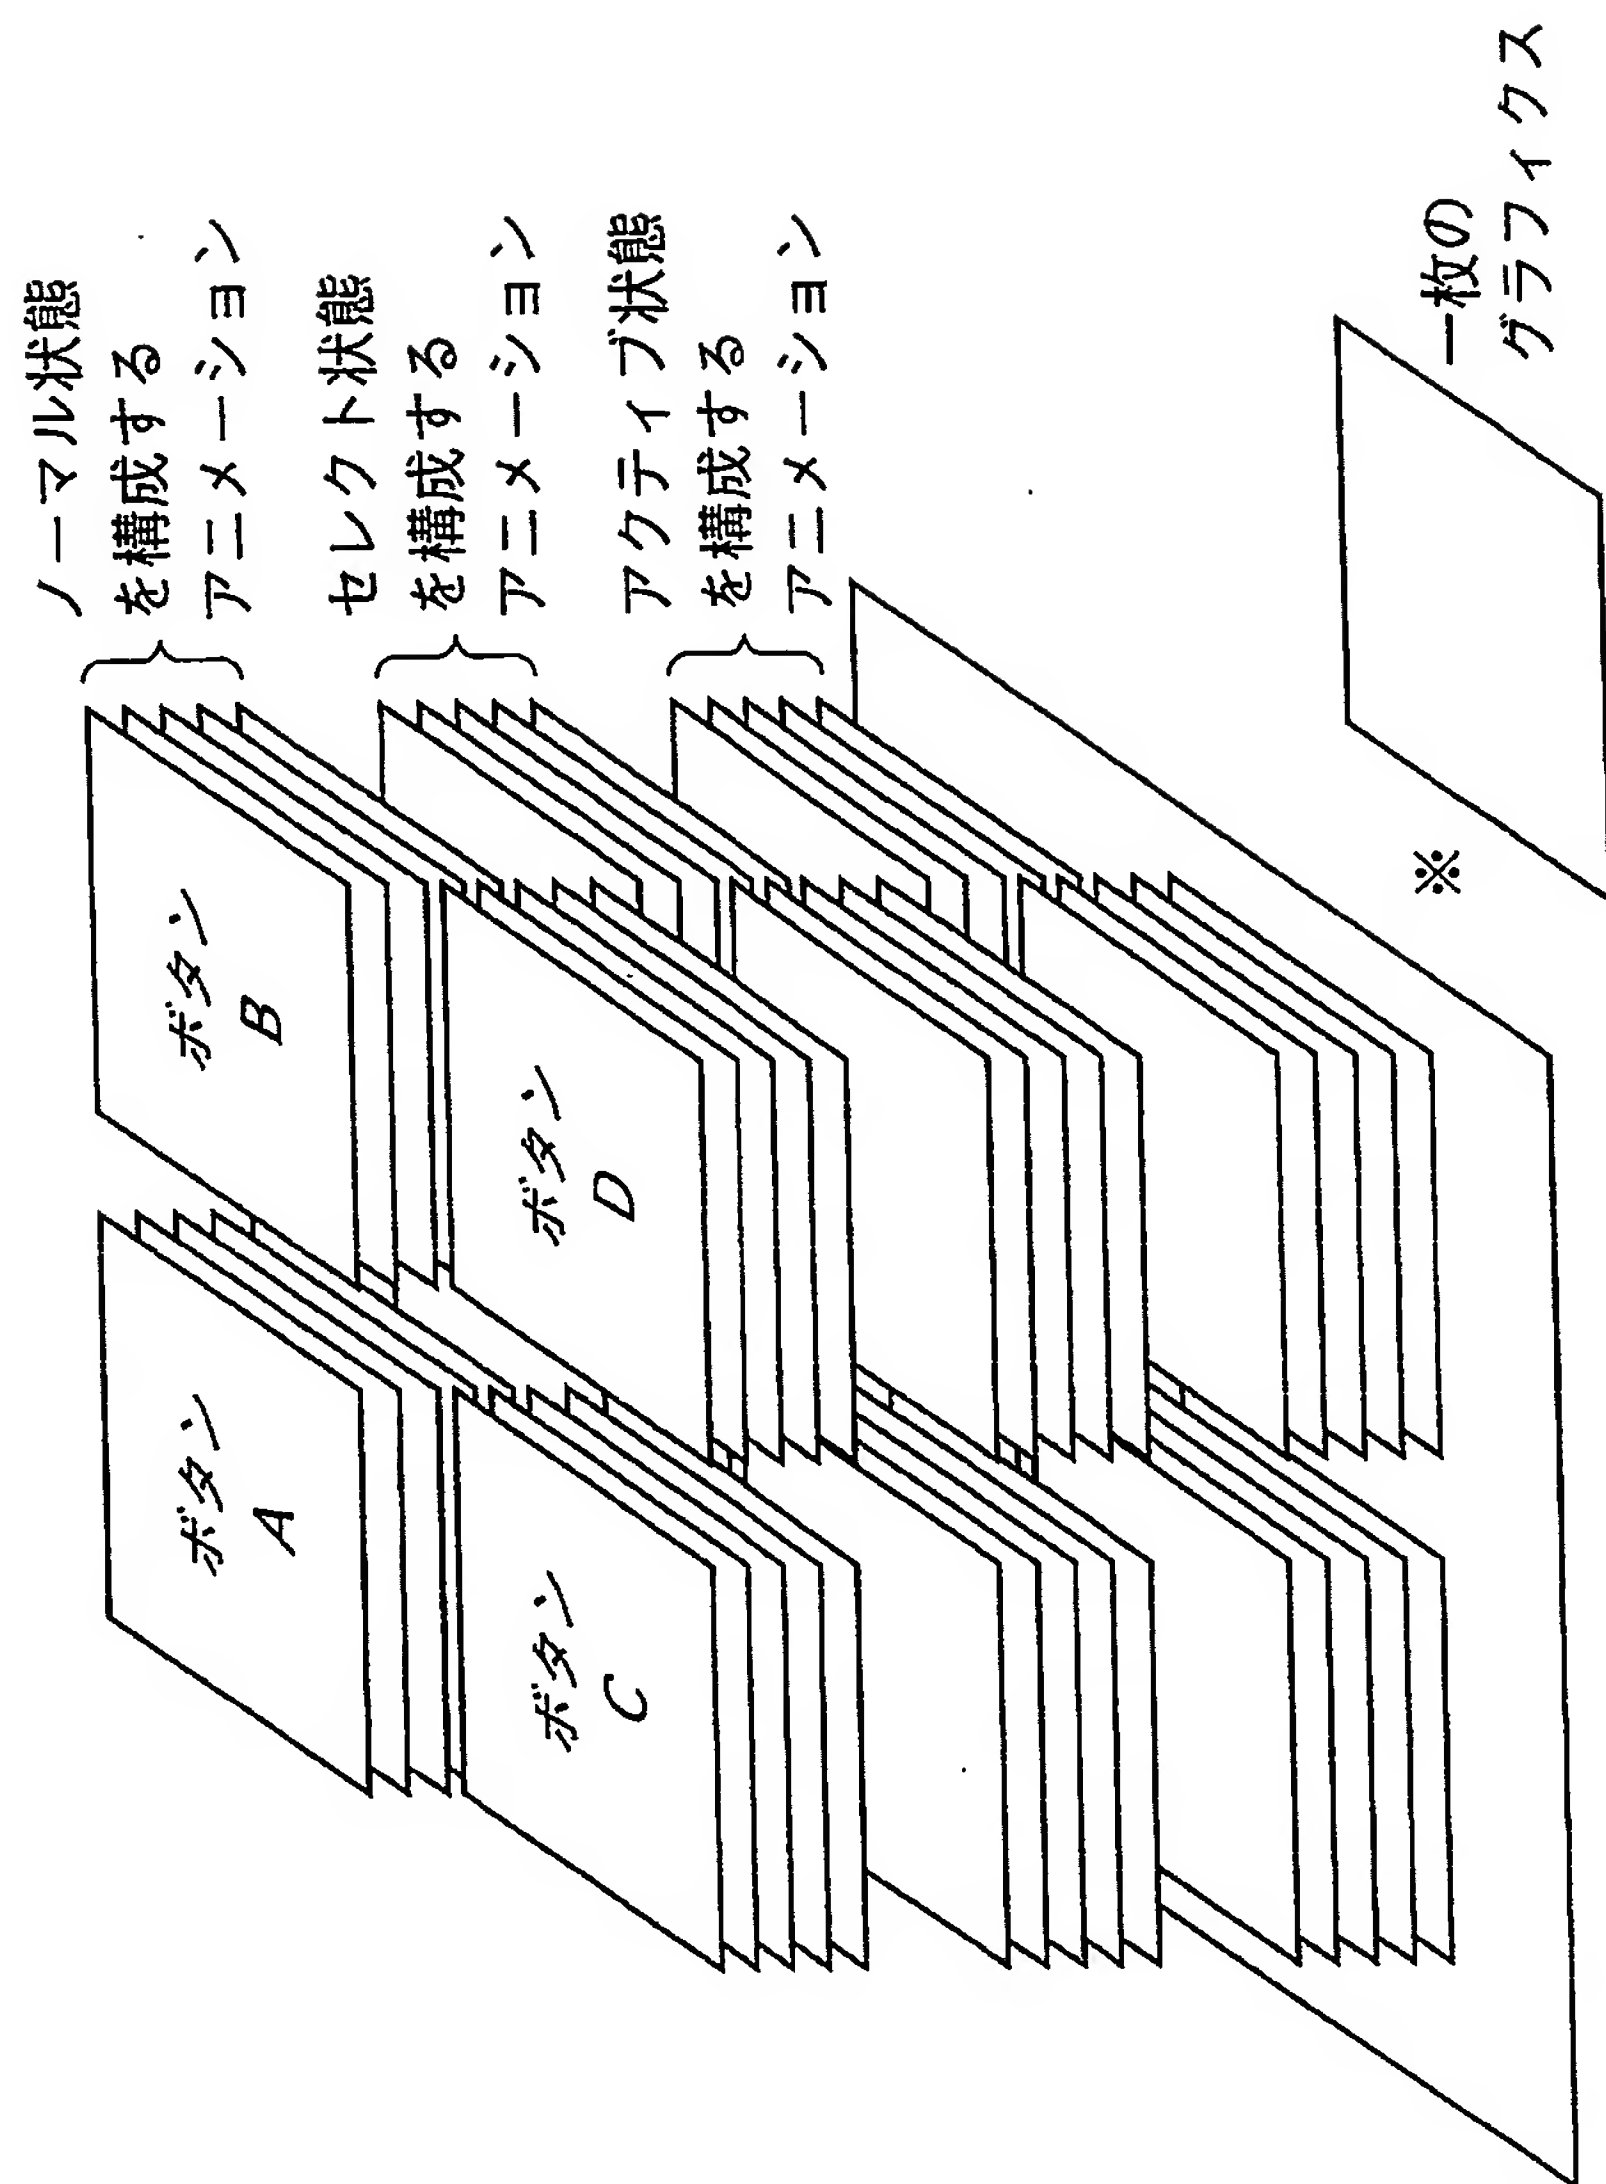 ノーマル状態
を構成する
アニメーション
セレクト状態
を構成する
アニメーション
アクティブ状態
を構成する
アニメーション
ボタン
A
ボタン
B
ボタン
C
ボタン
D
※
一枚の
グラフィクス